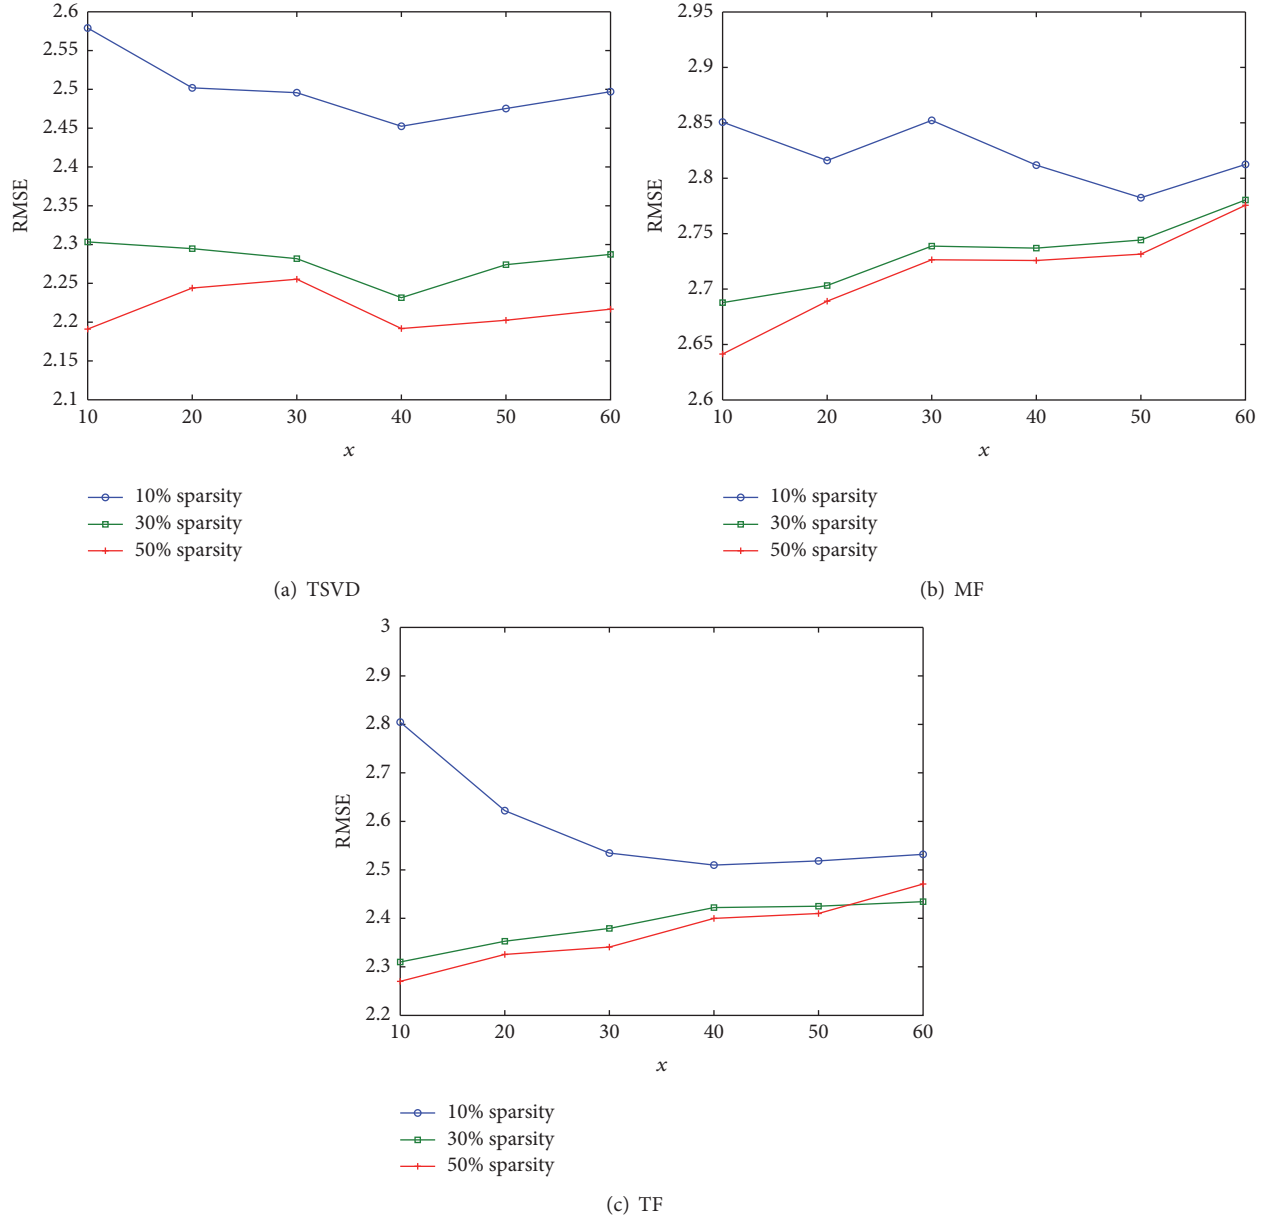 2.6
2.55
2.5
2.45
2.4
2.35
2.3
2.25
2.2
2.15
2.1
RMSE
10 20 30 40 50 60
x
10% sparsity
30% sparsity
50% sparsity
(a) TSVD
2.95
2.9
2.85
2.8
2.75
2.7
2.65
2.6
RMSE
10 20 30 40 50 60
x
10% sparsity
30% sparsity
50% sparsity
(b) MF
3
2.9
2.8
2.7
2.6
2.5
2.4
2.3
2.2
RMSE
10 20 30 40 50 60
x
10% sparsity
30% sparsity
50% sparsity
(c) TF